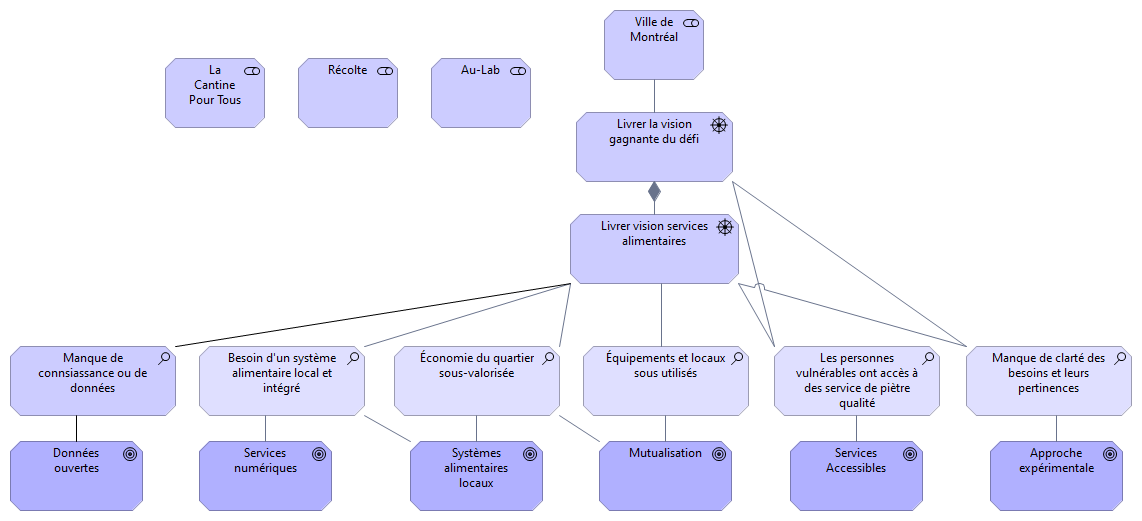 Ville de
Montréal
La
Cantine
Pour Tous
Récolte
Au-Lab
Livrer la vision
gagnante du défi
Livrer vision services
alimentaires
Manque de
connsiassance ou de
données
Besoin d'un système
alimentaire local et
intégré
Économie du quartier
sous-valorisée
Équipements et locaux
sous utilisés
Les personnes
vulnérables ont accès à
des service de piètre
qualité
Manque de clarté des
besoins et leurs
pertinences
Données
ouvertes
Services
numériques
Systèmes
alimentaires
locaux
Mutualisation
Services
Accessibles
Approche
expérimentale